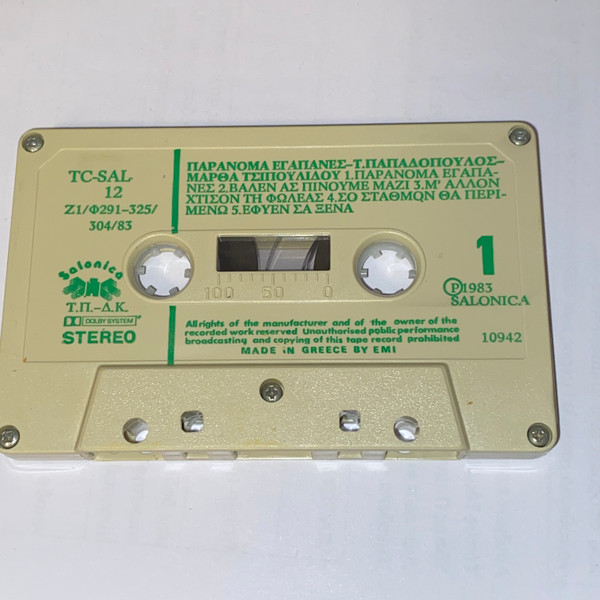 TC-SAL
12
Z1/Φ291-325/
304/83
Salonica
Τ.Π.-Δ.Κ.
DOLBY SYSTEM
STEREO
ΠΑΡΑΝΟΜΑ ΕΓΑΠΑΝΕΣ-Τ.ΠΑΠΑΔΟΠΟΥΛΟΣ-
ΜΑΡΘΑ ΤΣΙΠΟΥΛΙΔΟΥ 1.ΠΑΡΑΝΟΜΑ ΕΓΑΠΑ-
ΝΕΣ 2.ΒΑΛΕΝ ΑΣ ΠΙΝΟΥΜΕ ΜΑΖΙ 3.Μ' ΑΛΛΟΝ
ΧΤΙΣΟΝ ΤΗ ΦΩΛΕΑΣ 4.ΣΟ ΣΤΑΘΜΟΝ ΘΑ ΠΕΡΙ-
ΜΕΝΩ 5.ΕΦΥΕΝ ΣΑ ΞΕΝΑ
100 50 0
1
Ⓟ1983
SALONICA
All rights of the manufacturer and of the owner of the
recorded work reserved Unauthorised public performance
broadcasting and copying of this tape record prohibited
MADE IN GREECE BY EMI
10942